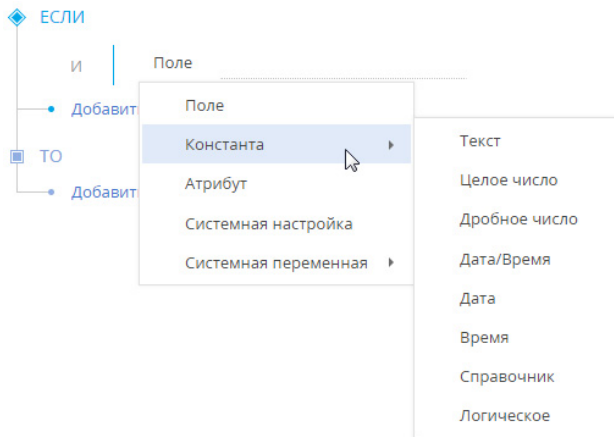 ЕСЛИ
И Поле
Добавит
Поле
Константа
Атрибут
Системная настройка
Системная переменная
ТО
Добавит
Текст
Целое число
Дробное число
Дата/Время
Дата
Время
Справочник
Логическое